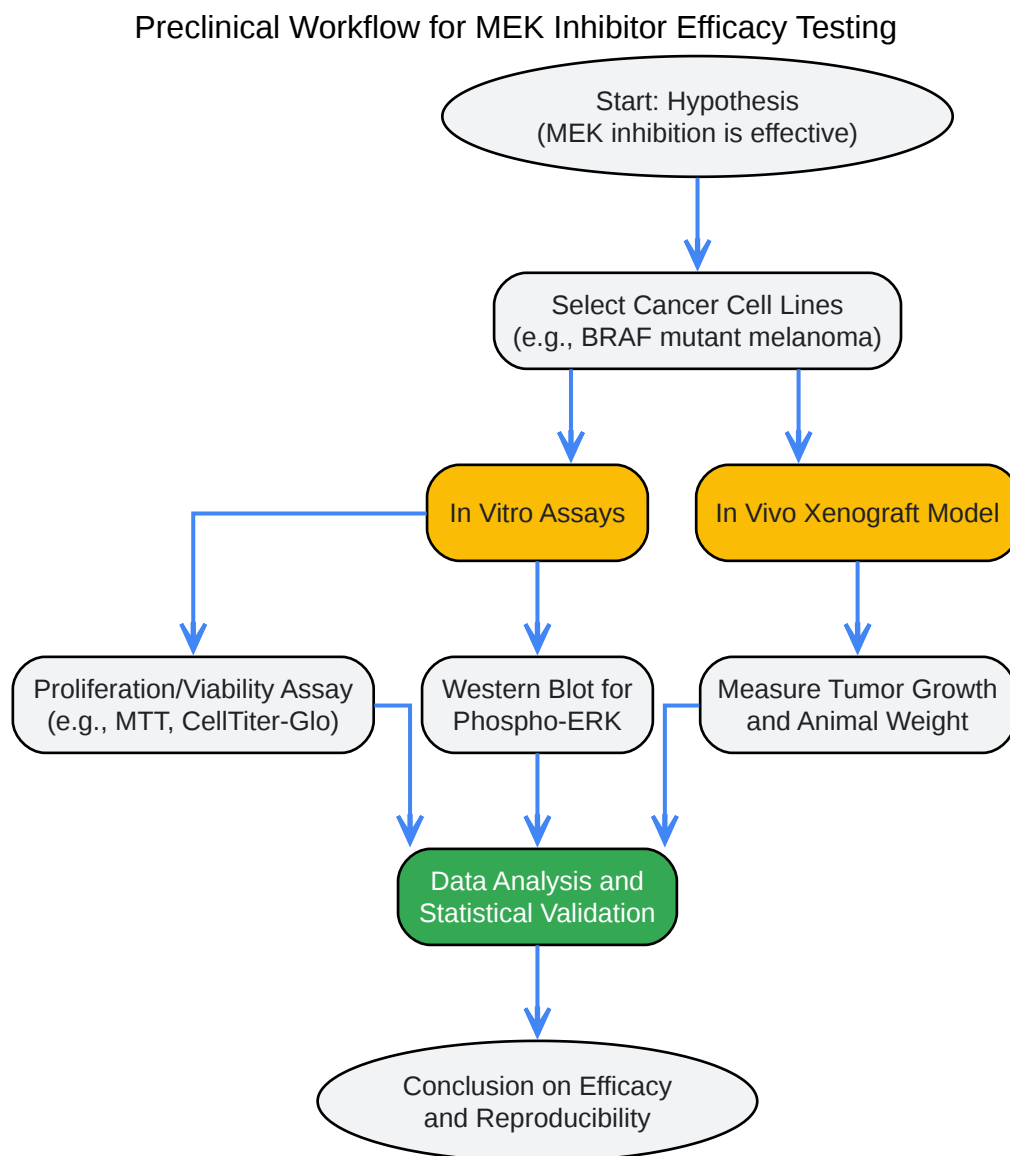 Preclinical Workflow for MEK Inhibitor Efficacy Testing
Start: Hypothesis
(MEK inhibition is effective)
Select Cancer Cell Lines
(e.g., BRAF mutant melanoma)
In Vitro Assays
In Vivo Xenograft Model
Proliferation/Viability Assay
(e.g., MTT, CellTiter-Glo)
Western Blot for
Phospho-ERK
Measure Tumor Growth
and Animal Weight
Data Analysis and
Statistical Validation
Conclusion on Efficacy
and Reproducibility